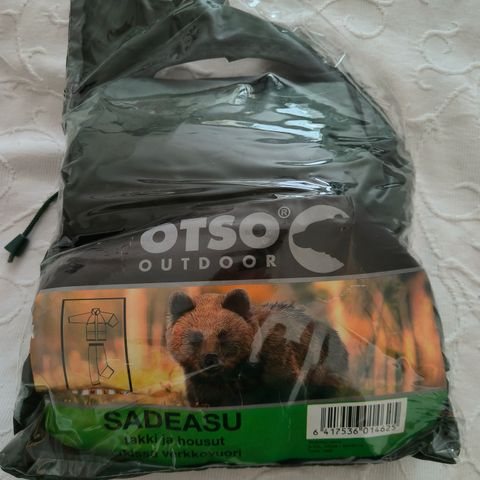 OTSO®
OUTDOOR
SADEASU
takki ja housut
verkkovuori
6 417536 014625